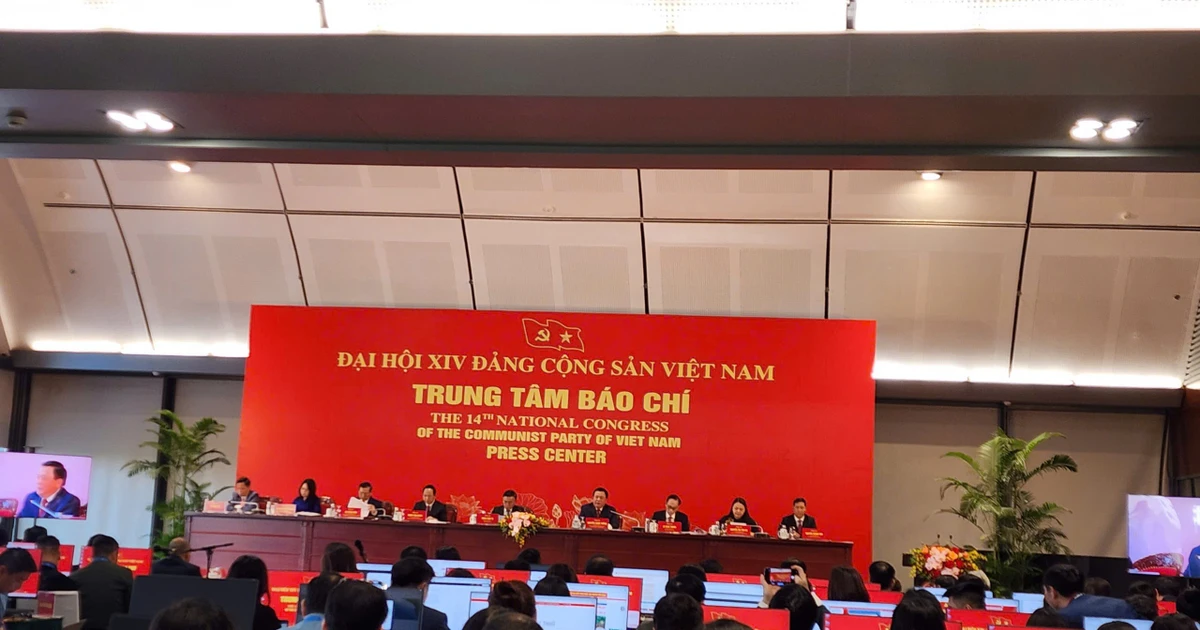 ĐẠI HỘI XIV ĐẢNG CỘNG SẢN VIỆT NAM
TRUNG TÂM BÁO CHÍ
THE 14TH NATIONAL CONGRESS
OF THE COMMUNIST PARTY OF VIET NAM
PRESS CENTER